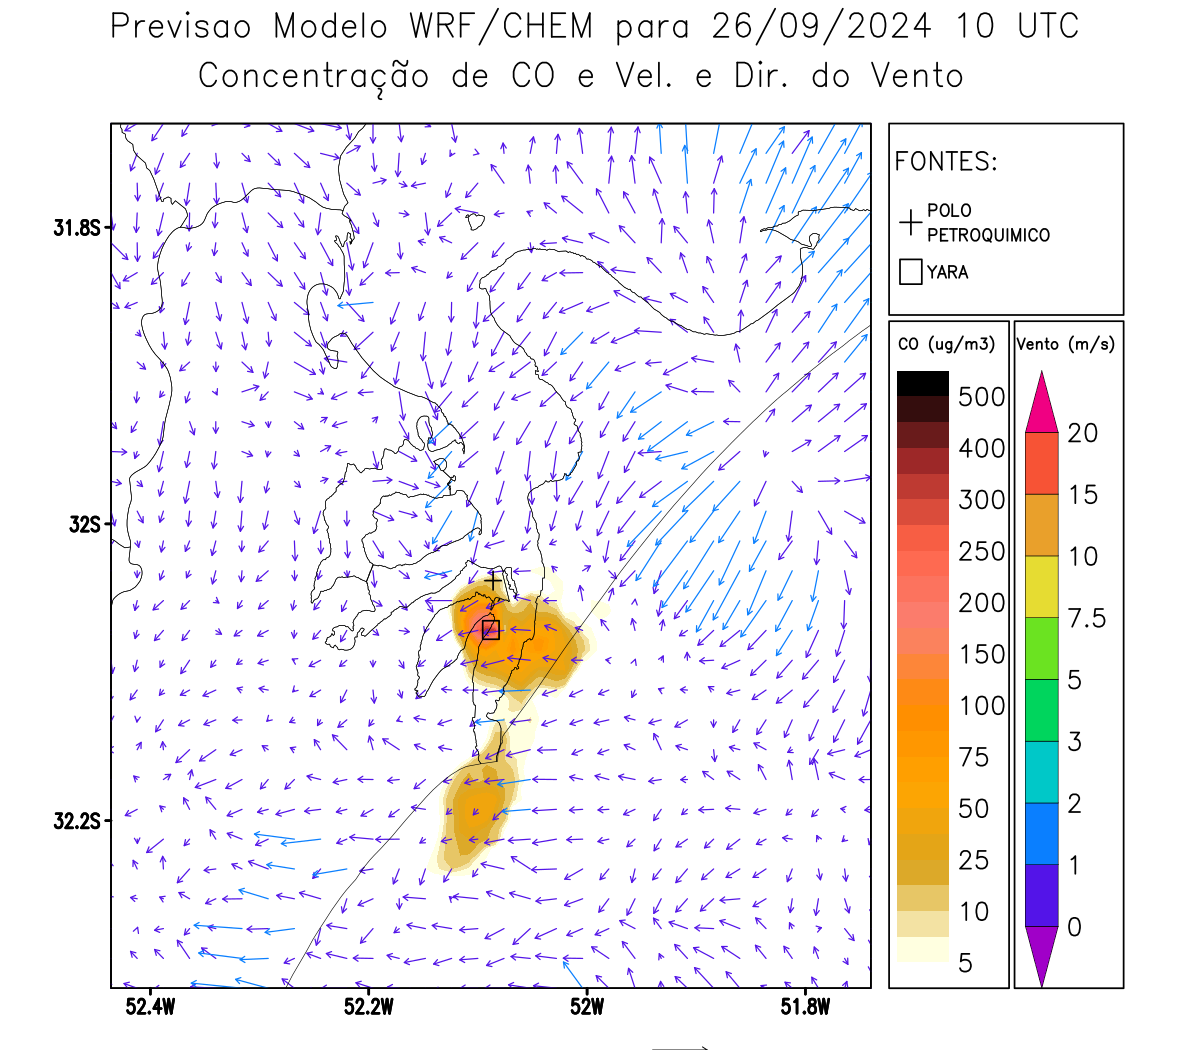 Previsao Modelo WRF/CHEM para 26/09/2024 10 UTC
Concentração de CO e Vel. e Dir. do Vento
FONTES:
POLO
PETROQUIMICO
YARA
CO (ug/m3)
500
400
300
250
200
150
100
75
50
25
10
5
Vento (m/s)
20
15
10
7.5
5
3
2
1
0
31.8S
32S
32.2S
52.4W
52.2W
52W
51.8W